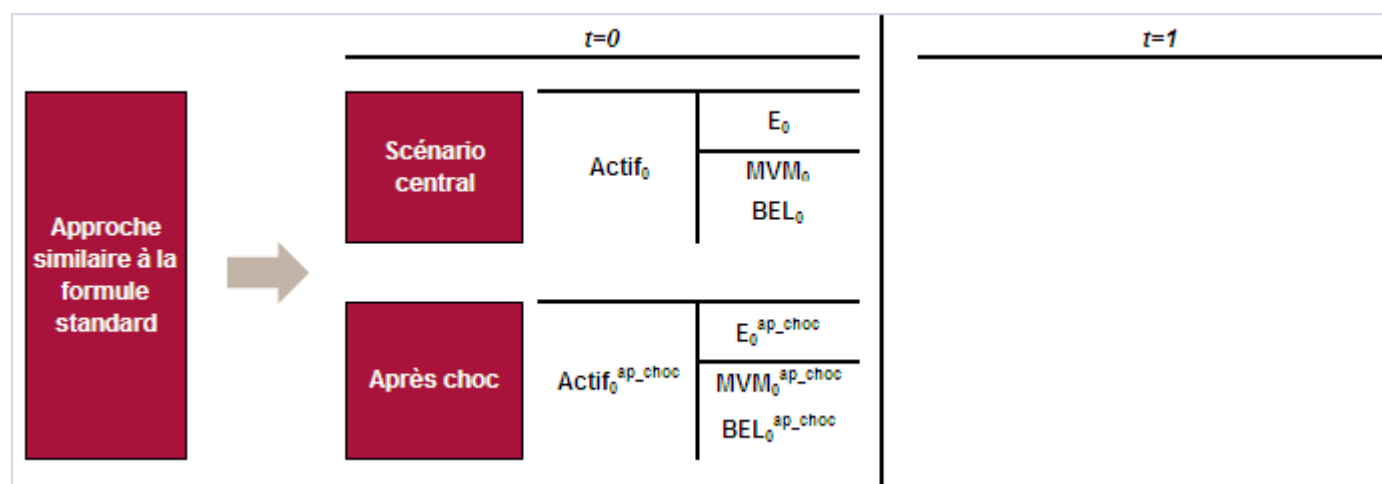 t=0
t=1
Approche
similaire à la
formule
standard
Scénario
central
Actif₀
E₀
MVM₀
BEL₀
Après choc
Actif₀ᵃᵖ_ᶜʰᵒᶜ
E₀ᵃᵖ_ᶜʰᵒᶜ
MVM₀ᵃᵖ_ᶜʰᵒᶜ
BEL₀ᵃᵖ_ᶜʰᵒᶜ